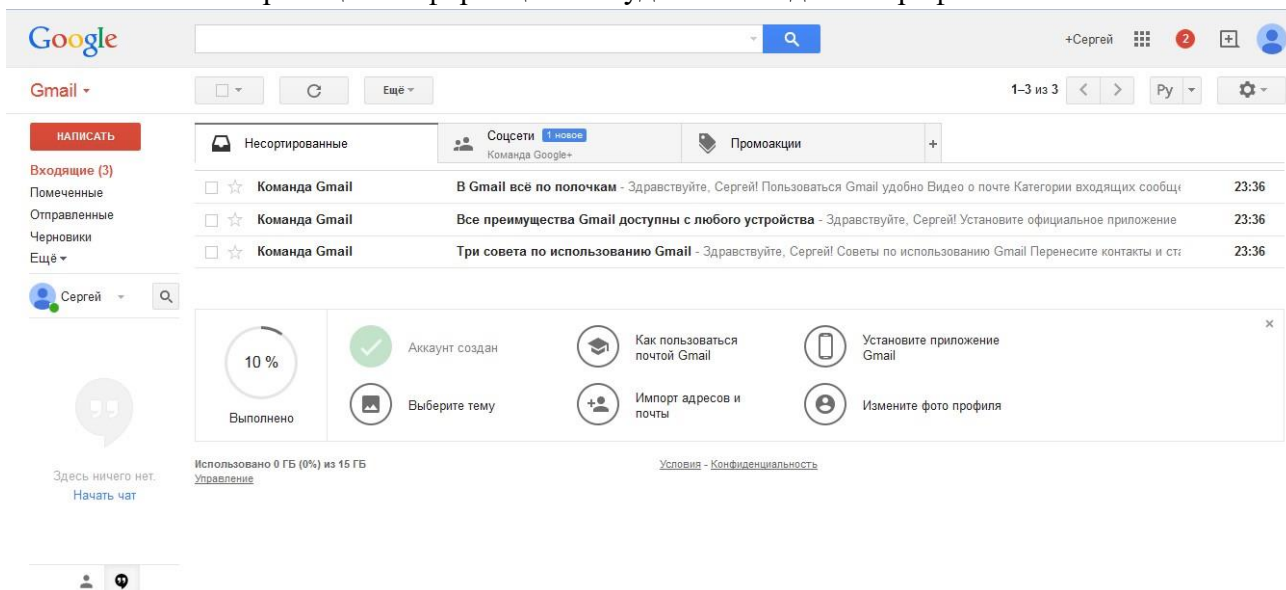 Google
+Сергей
2
Gmail
Ещё
1–3 из 3
Ру
НАПИСАТЬ
Входящие (3)
Помеченные
Отправленные
Черновики
Ещё
Сергей
Несортированные
Соцсети 1 новое
Команда Google+
Промоакции
+
Команда Gmail В Gmail всё по полочкам - Здравствуйте, Сергей! Пользоваться Gmail удобно Видео о почте Категории входящих сообще 23:36
Команда Gmail Все преимущества Gmail доступны с любого устройства - Здравствуйте, Сергей! Установите официальное приложение 23:36
Команда Gmail Три совета по использованию Gmail - Здравствуйте, Сергей! Советы по использованию Gmail Перенесите контакты и ста 23:36
10 %
Выполнено
Аккаунт создан
Как пользоваться
почтой Gmail
Установите приложение
Gmail
Выберите тему
Импорт адресов и
почты
Измените фото профиля
Использовано 0 ГБ (0%) из 15 ГБ
Управление
Условия - Конфиденциальность
Здесь ничего нет.
Начать чат